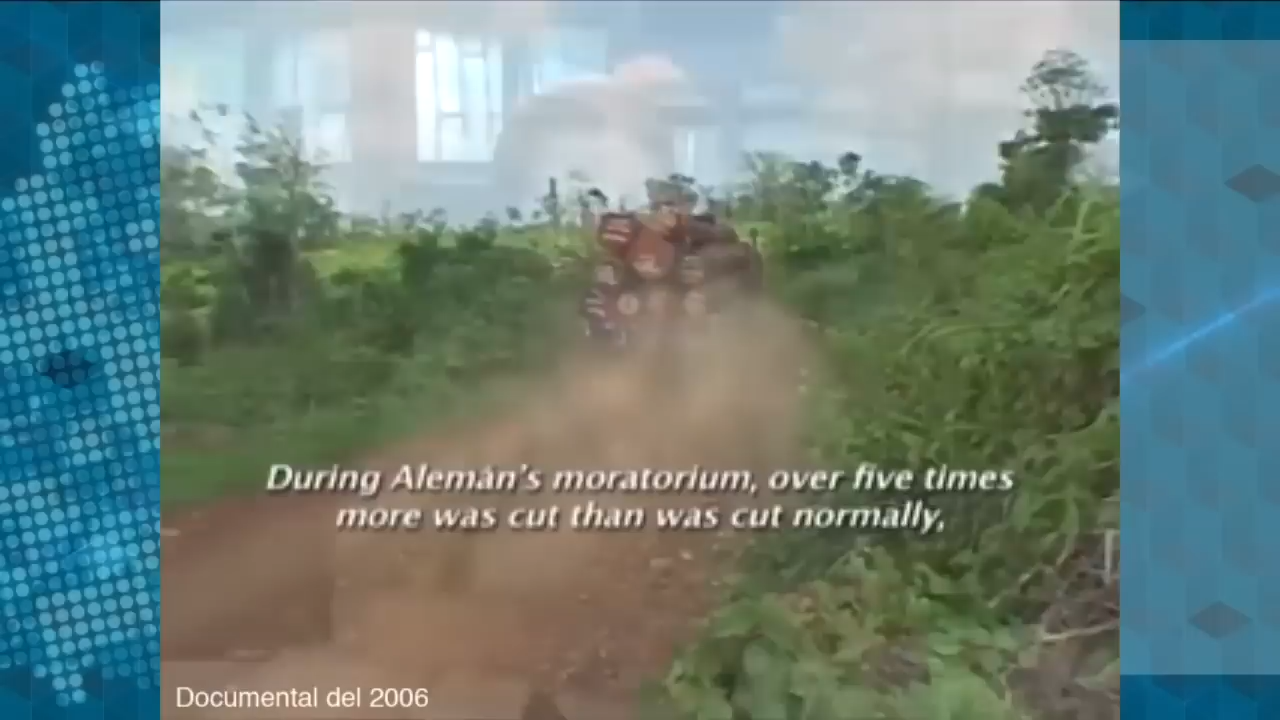 During Alemán's moratorium, over five times
more was cut than was cut normally,
Documental del 2006